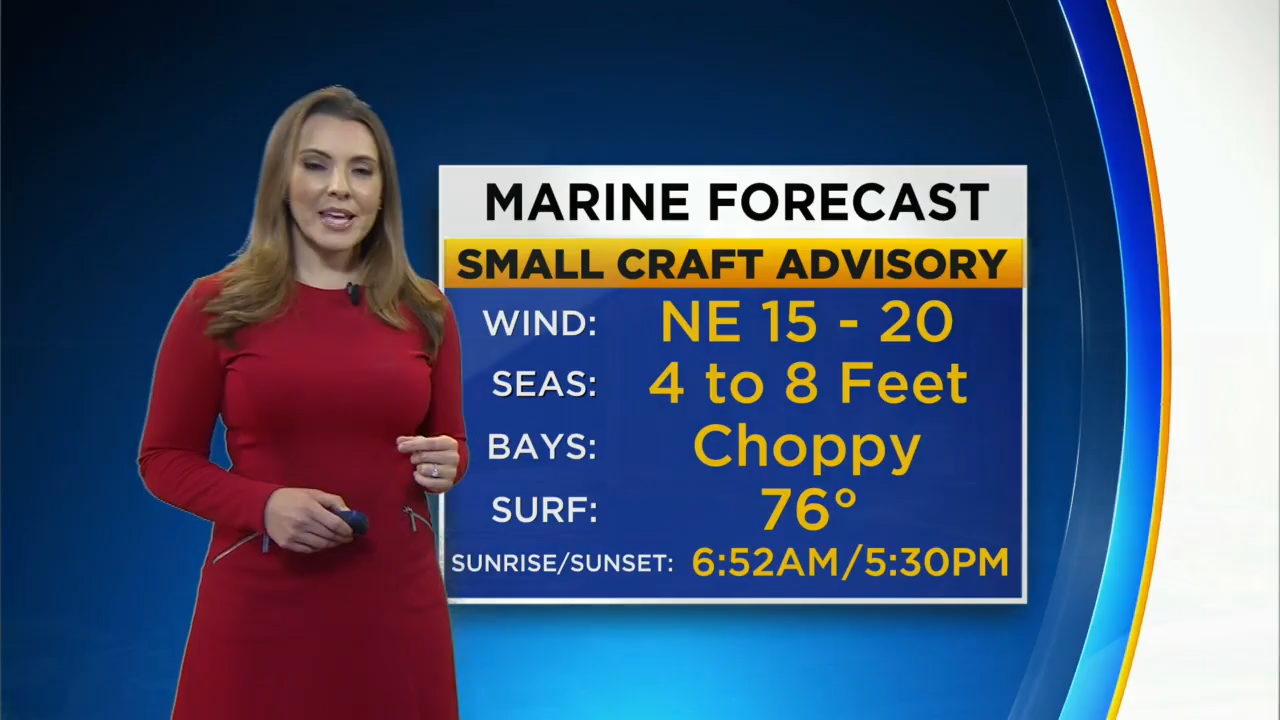 MARINE FORECAST
SMALL CRAFT ADVISORY
WIND: NE 15 - 20
SEAS: 4 to 8 Feet
BAYS: Choppy
SURF: 76°
SUNRISE/SUNSET: 6:52AM/5:30PM